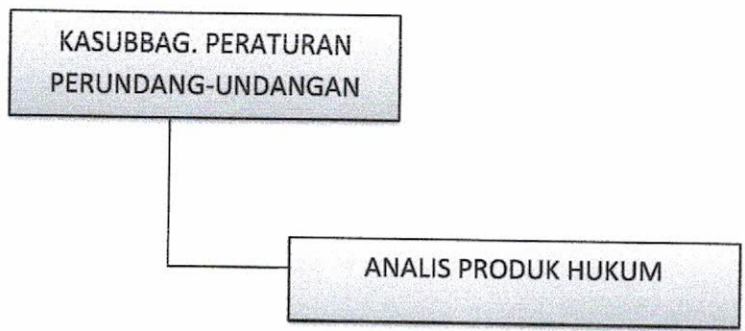 KASUBBAG. PERATURAN
PERUNDANG-UNDANGAN
ANALIS PRODUK HUKUM